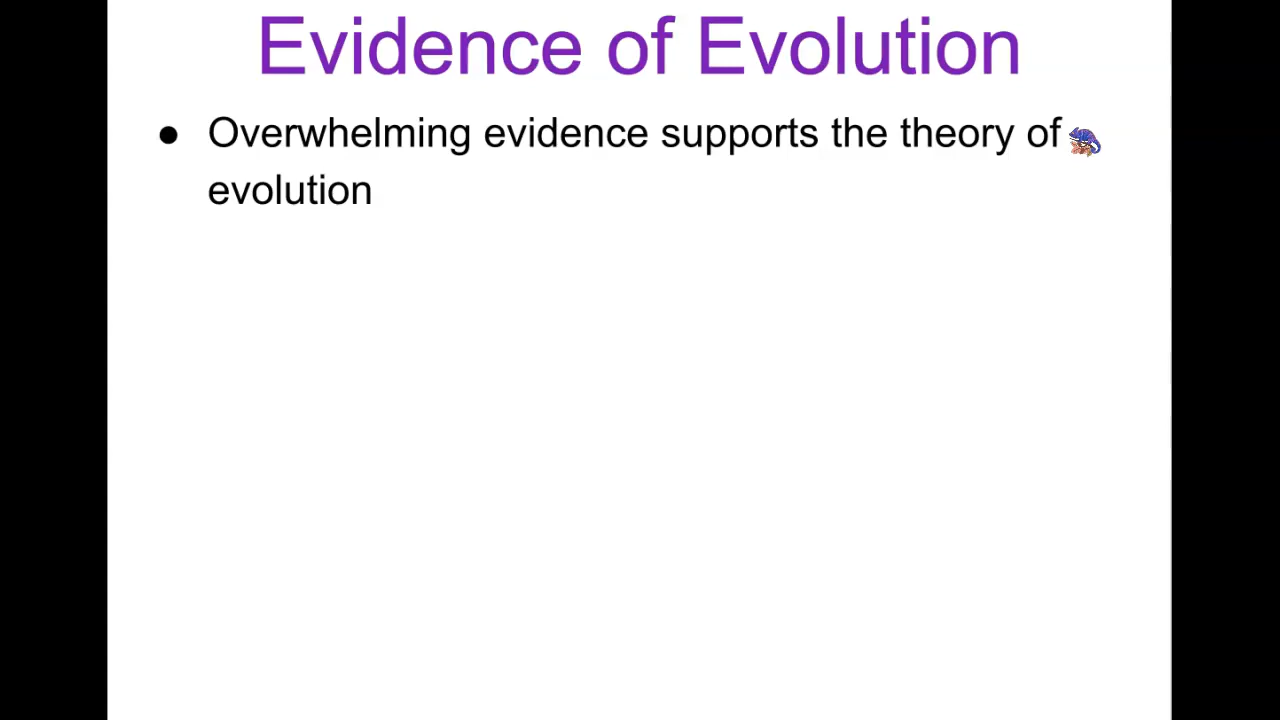 Evidence of Evolution
● Overwhelming evidence supports the theory of
evolution